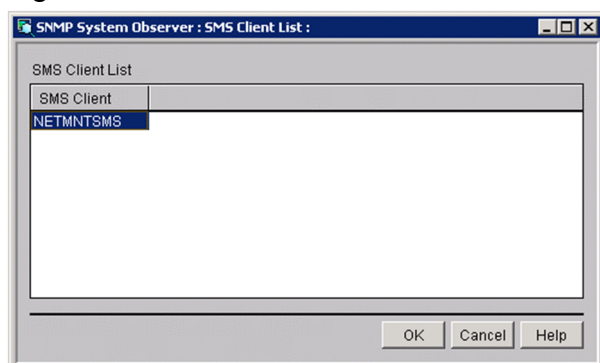 SNMP System Observer : SMS Client List :
SMS Client List
SMS Client
NETMNTSMS
OK Cancel Help